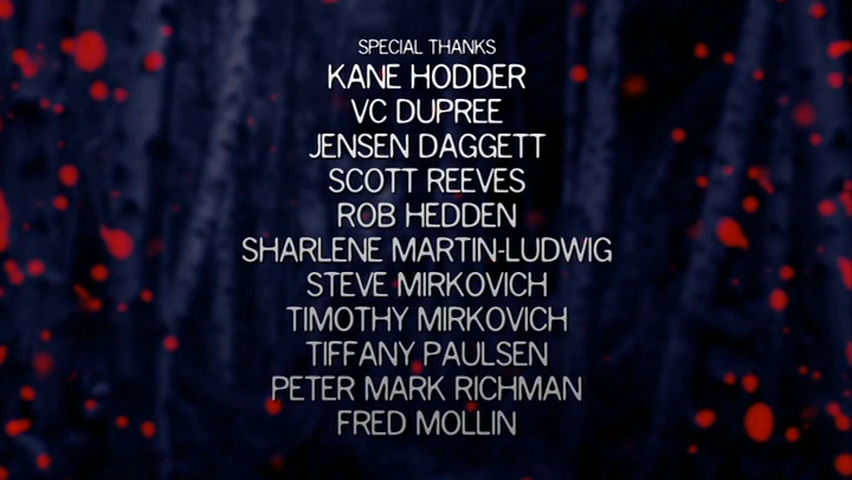 SPECIAL THANKS
KANE HODDER
VC DUPREE
JENSEN DAGGETT
SCOTT REEVES
ROB HEDDEN
SHARLENE MARTIN-LUDWIG
STEVE MIRKOVICH
TIMOTHY MIRKOVICH
TIFFANY PAULSEN
PETER MARK RICHMAN
FRED MOLLIN